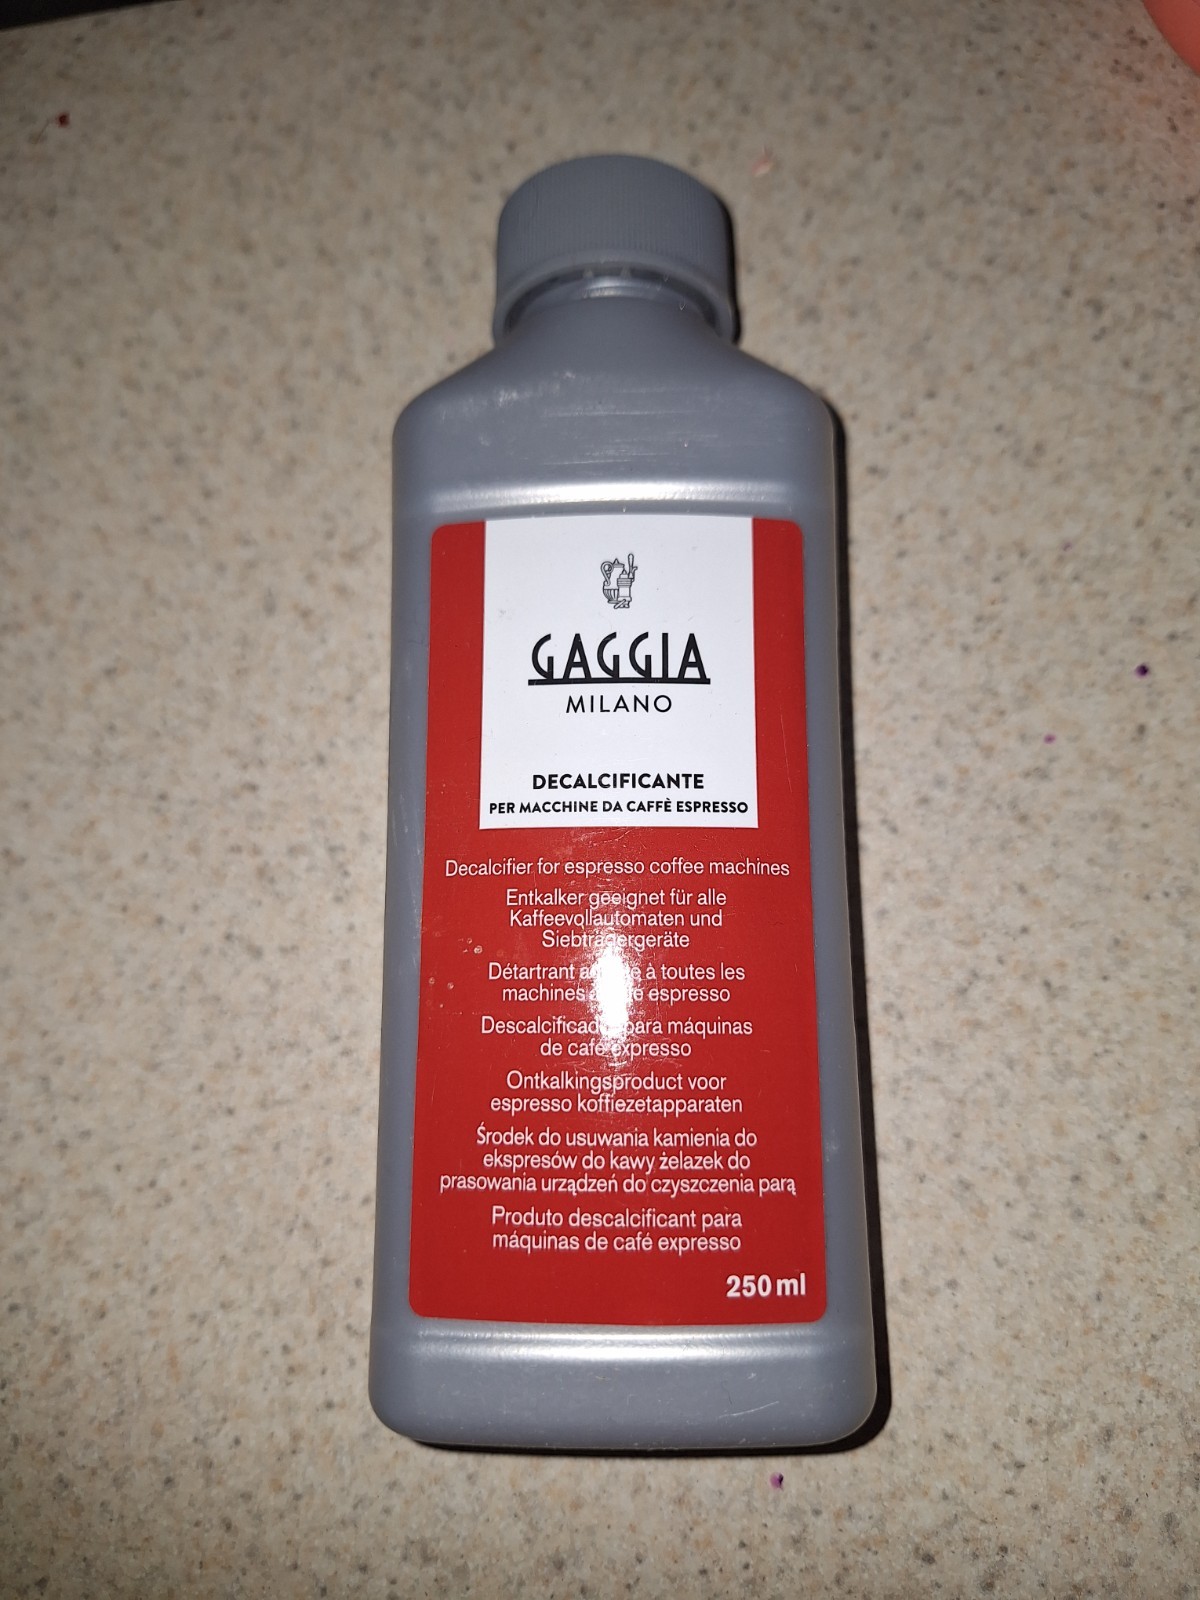 GAGGIA
MILANO
DECALCIFICANTE
PER MACCHINE DA CAFFÈ ESPRESSO
Decalcifier for espresso coffee machines
Entkalker geeignet für alle
Kaffeevollautomaten und
Siebträgergeräte
Détartrant à toutes les
machines espresso
Descalcificador para máquinas
de café expresso
Ontkalkingsproduct voor
espresso koffiezetapparaten
Środek do usuwania kamienia do
ekspresów do kawy żelazek do
prasowania urządzeń do czyszczenia parą
Produto descalcificant para
máquinas de café expresso
250 ml